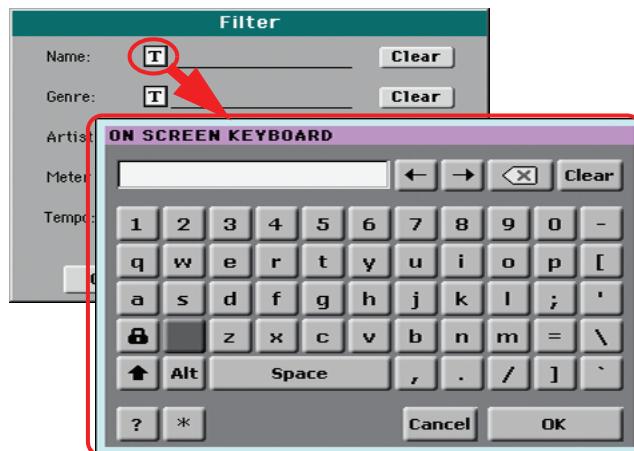 Filter
Name: T Clear
Genre: T Clear
Artist
ON SCREEN KEYBOARD
Meter
← → ⌫ Clear
Tempo:
1 2 3 4 5 6 7 8 9 0 -
q w e r t y u i o p [
a s d f g h j k l ; '
z x c v b n m = \
Alt Space , . / ] `
? * Cancel OK